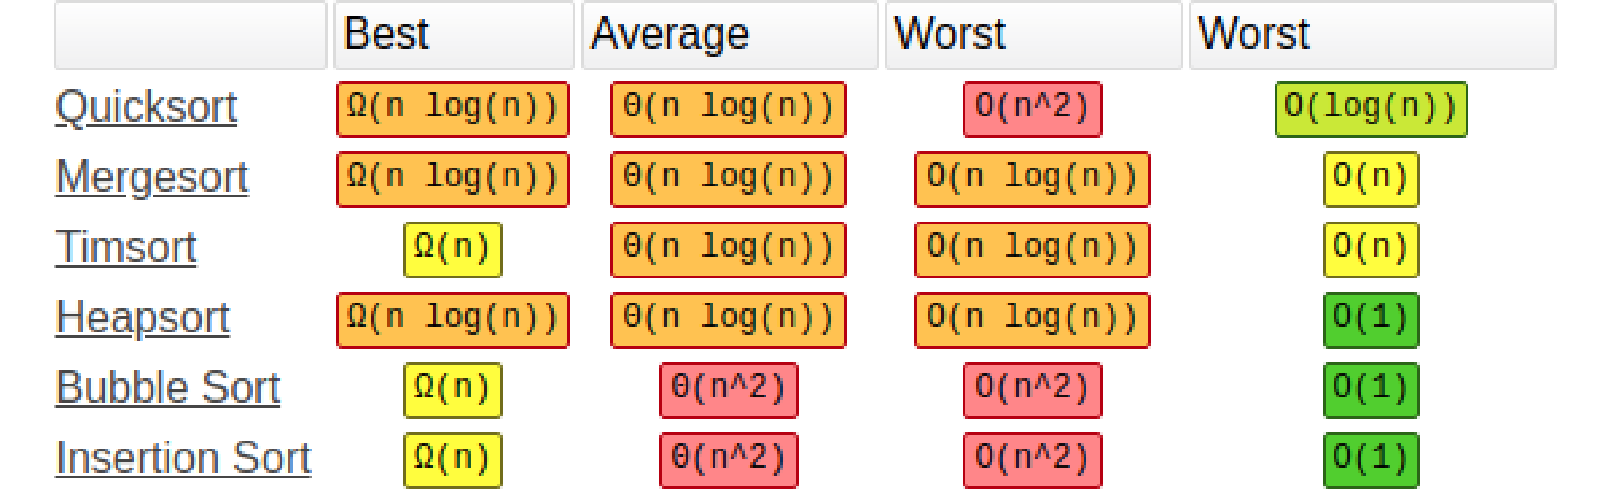 Best Average Worst Worst
Quicksort Ω(n log(n)) Θ(n log(n)) O(n^2) O(log(n))
Mergesort Ω(n log(n)) Θ(n log(n)) O(n log(n)) O(n)
Timsort Ω(n) Θ(n log(n)) O(n log(n)) O(n)
Heapsort Ω(n log(n)) Θ(n log(n)) O(n log(n)) O(1)
Bubble Sort Ω(n) Θ(n^2) O(n^2) O(1)
Insertion Sort Ω(n) Θ(n^2) O(n^2) O(1)